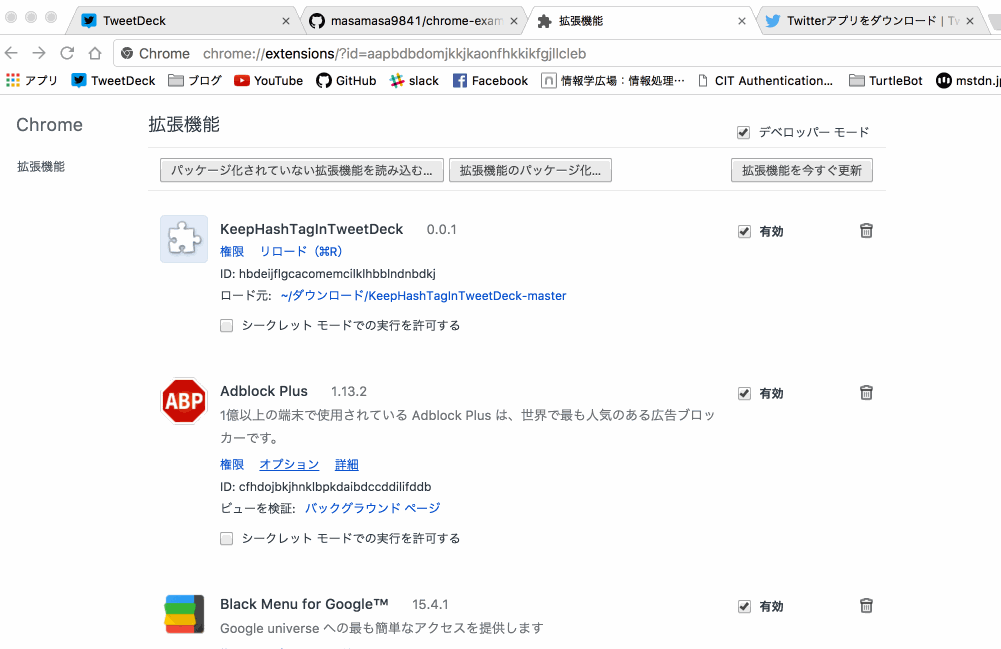 TweetDeck
masamasa9841/chrome-exam
拡張機能
Twitterアプリをダウンロード | Tw
Chrome chrome://extensions/?id=aapbdbdomjkkjkaonfhkkikfgjllcleb
アプリ TweetDeck ブログ YouTube GitHub slack Facebook 情報学広場：情報処理… CIT Authentication... TurtleBot mstdn.jp
Chrome
拡張機能
デベロッパー モード
拡張機能
パッケージ化されていない拡張機能を読み込む... 拡張機能のパッケージ化... 拡張機能を今すぐ更新
KeepHashTagInTweetDeck 0.0.1
有効
権限 リロード（⌘R）
ID: hbdeijflgcacomemcilklhbblndnbdkj
ロード元: ~/ダウンロード/KeepHashTagInTweetDeck-master
シークレット モードでの実行を許可する
ABP
Adblock Plus 1.13.2
有効
1億以上の端末で使用されている Adblock Plus は、世界で最も人気のある広告ブロッ
カーです。
権限 オプション 詳細
ID: cfhdojbkjhnklbpkdaibdccddilifddb
ビューを検証: バックグラウンド ページ
シークレット モードでの実行を許可する
Black Menu for Google™ 15.4.1
有効
Google universe への最も簡単なアクセスを提供します